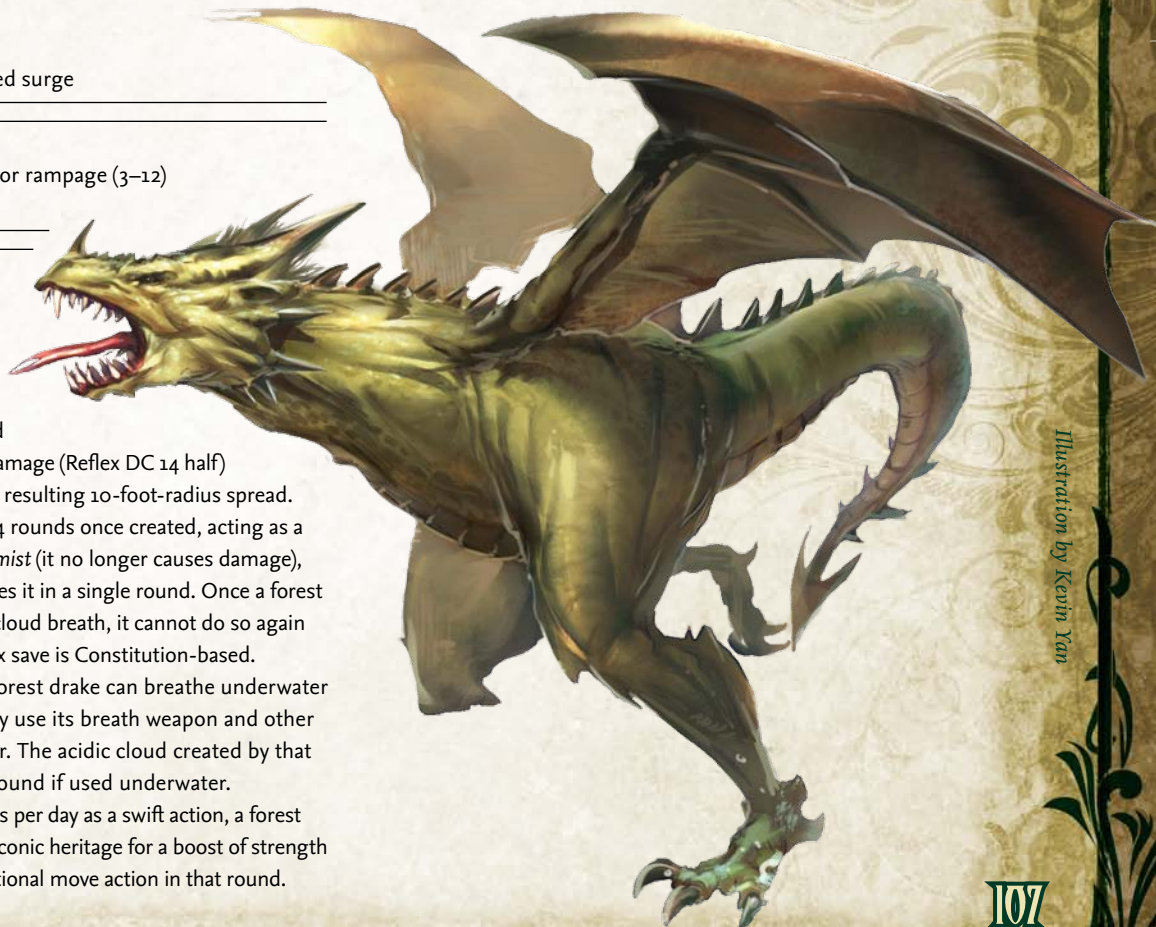 ed surge
or rampage (3–12)
d
amage (Reflex DC 14 half)
resulting 10-foot-radius spread.
4 rounds once created, acting as a
mist (it no longer causes damage),
es it in a single round. Once a forest
cloud breath, it cannot do so again
x save is Constitution-based.
orest drake can breathe underwater
y use its breath weapon and other
r. The acidic cloud created by that
ound if used underwater.
s per day as a swift action, a forest
conic heritage for a boost of strength
tional move action in that round.
Illustration by Kevin Yan
107